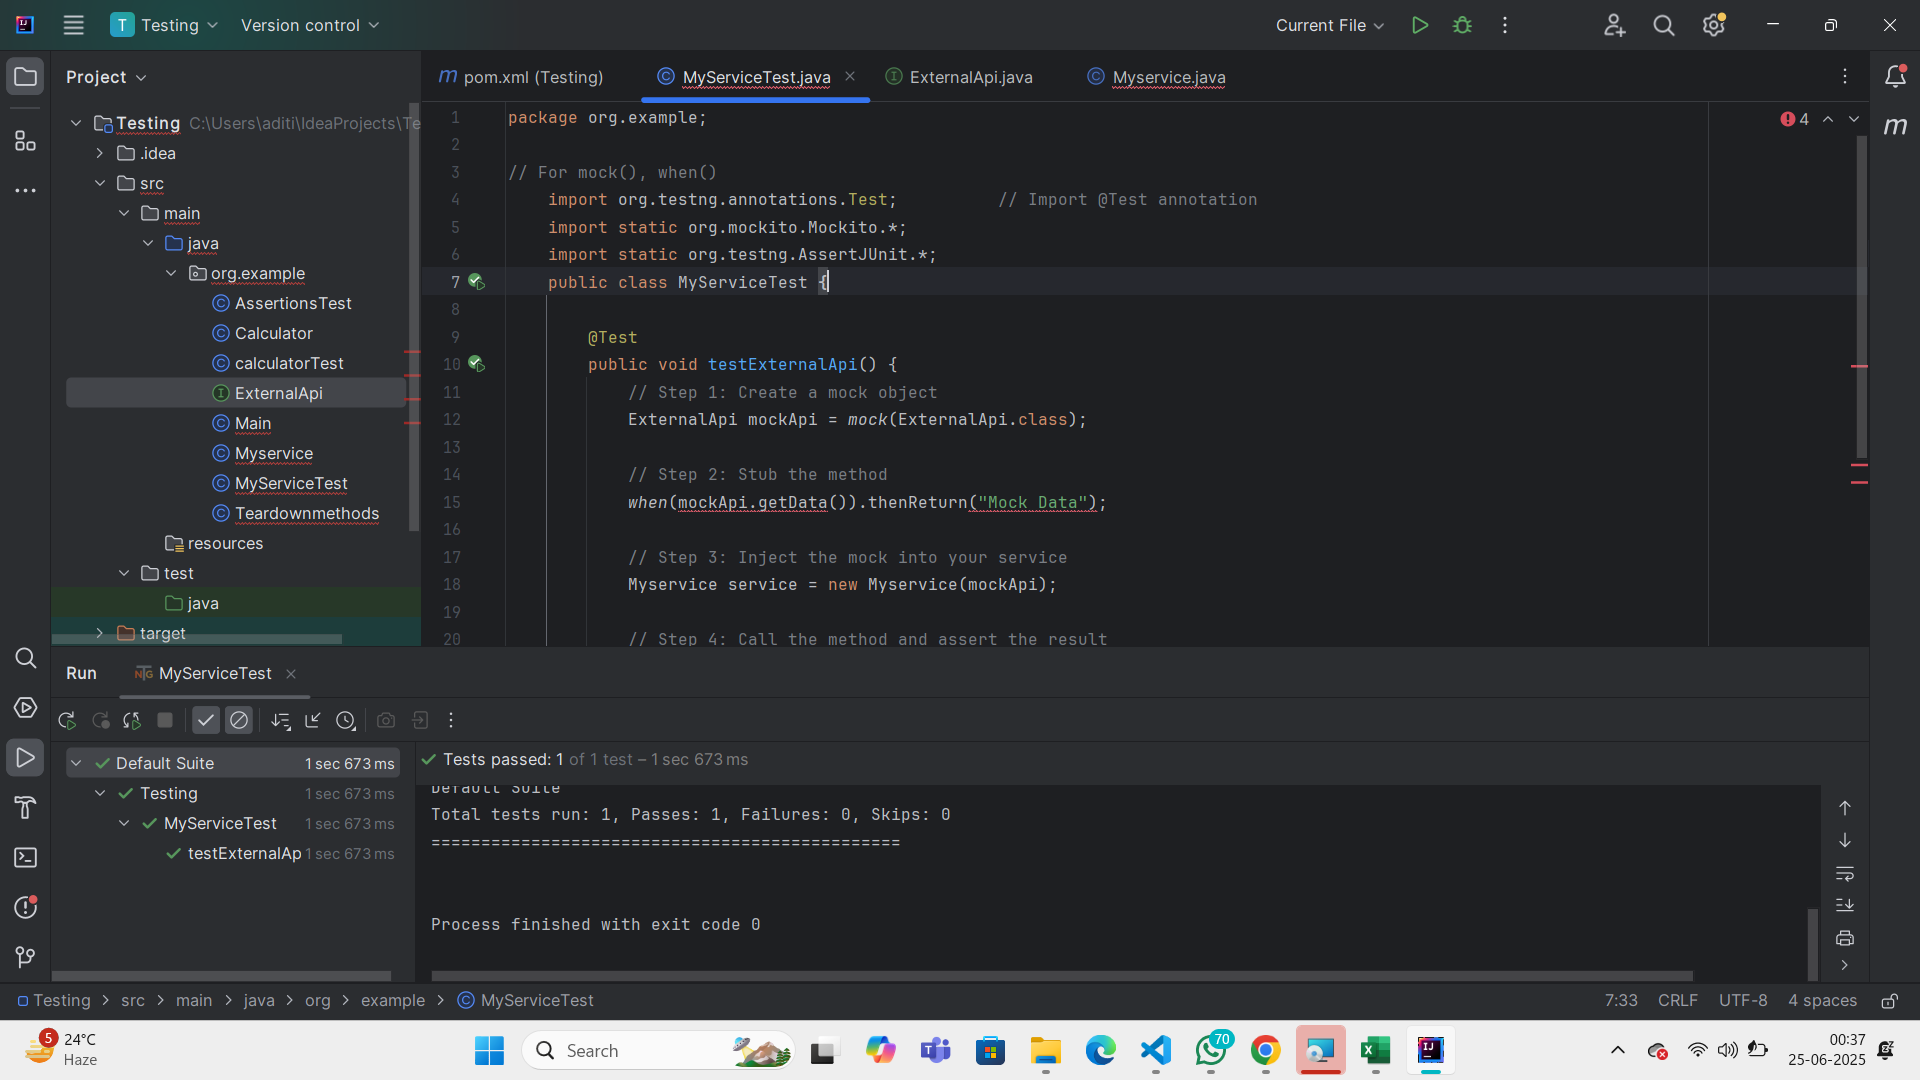 T Testing Version control Current File
Project
m pom.xml (Testing) MyServiceTest.java ExternalApi.java Myservice.java
Testing C:\Users\aditi\IdeaProjects\Te
.idea
src
main
java
org.example
AssertionsTest
Calculator
calculatorTest
ExternalApi
Main
Myservice
MyServiceTest
Teardownmethods
resources
test
java
target
4
m
1 package org.example;
2
3 // For mock(), when()
4 import org.testng.annotations.Test; // Import @Test annotation
5 import static org.mockito.Mockito.*;
6 import static org.testng.AssertJUnit.*;
7 public class MyServiceTest {
8
9 @Test
10 public void testExternalApi() {
11 // Step 1: Create a mock object
12 ExternalApi mockApi = mock(ExternalApi.class);
13
14 // Step 2: Stub the method
15 when(mockApi.getData()).thenReturn("Mock Data");
16
17 // Step 3: Inject the mock into your service
18 Myservice service = new Myservice(mockApi);
19
20 // Step 4: Call the method and assert the result
Run MyServiceTest
Default Suite 1 sec 673 ms
Testing 1 sec 673 ms
MyServiceTest 1 sec 673 ms
testExternalAp 1 sec 673 ms
Tests passed: 1 of 1 test – 1 sec 673 ms
Default Suite
Total tests run: 1, Passes: 1, Failures: 0, Skips: 0
===============================================
Process finished with exit code 0
Testing > src > main > java > org > example > MyServiceTest
7:33 CRLF UTF-8 4 spaces
5 24°C
Haze
Search
70
00:37
25-06-2025